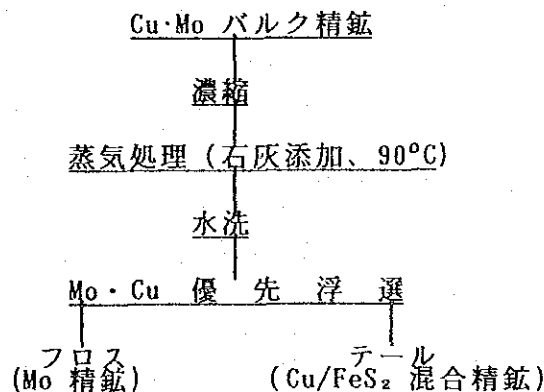 Cu·Mo バルク精鉱
濃縮
蒸気処理 (石灰添加、90°C)
水洗
Mo・Cu 優先浮選
フロス テール
(Mo 精鉱) (Cu/FeS₂ 混合精鉱)